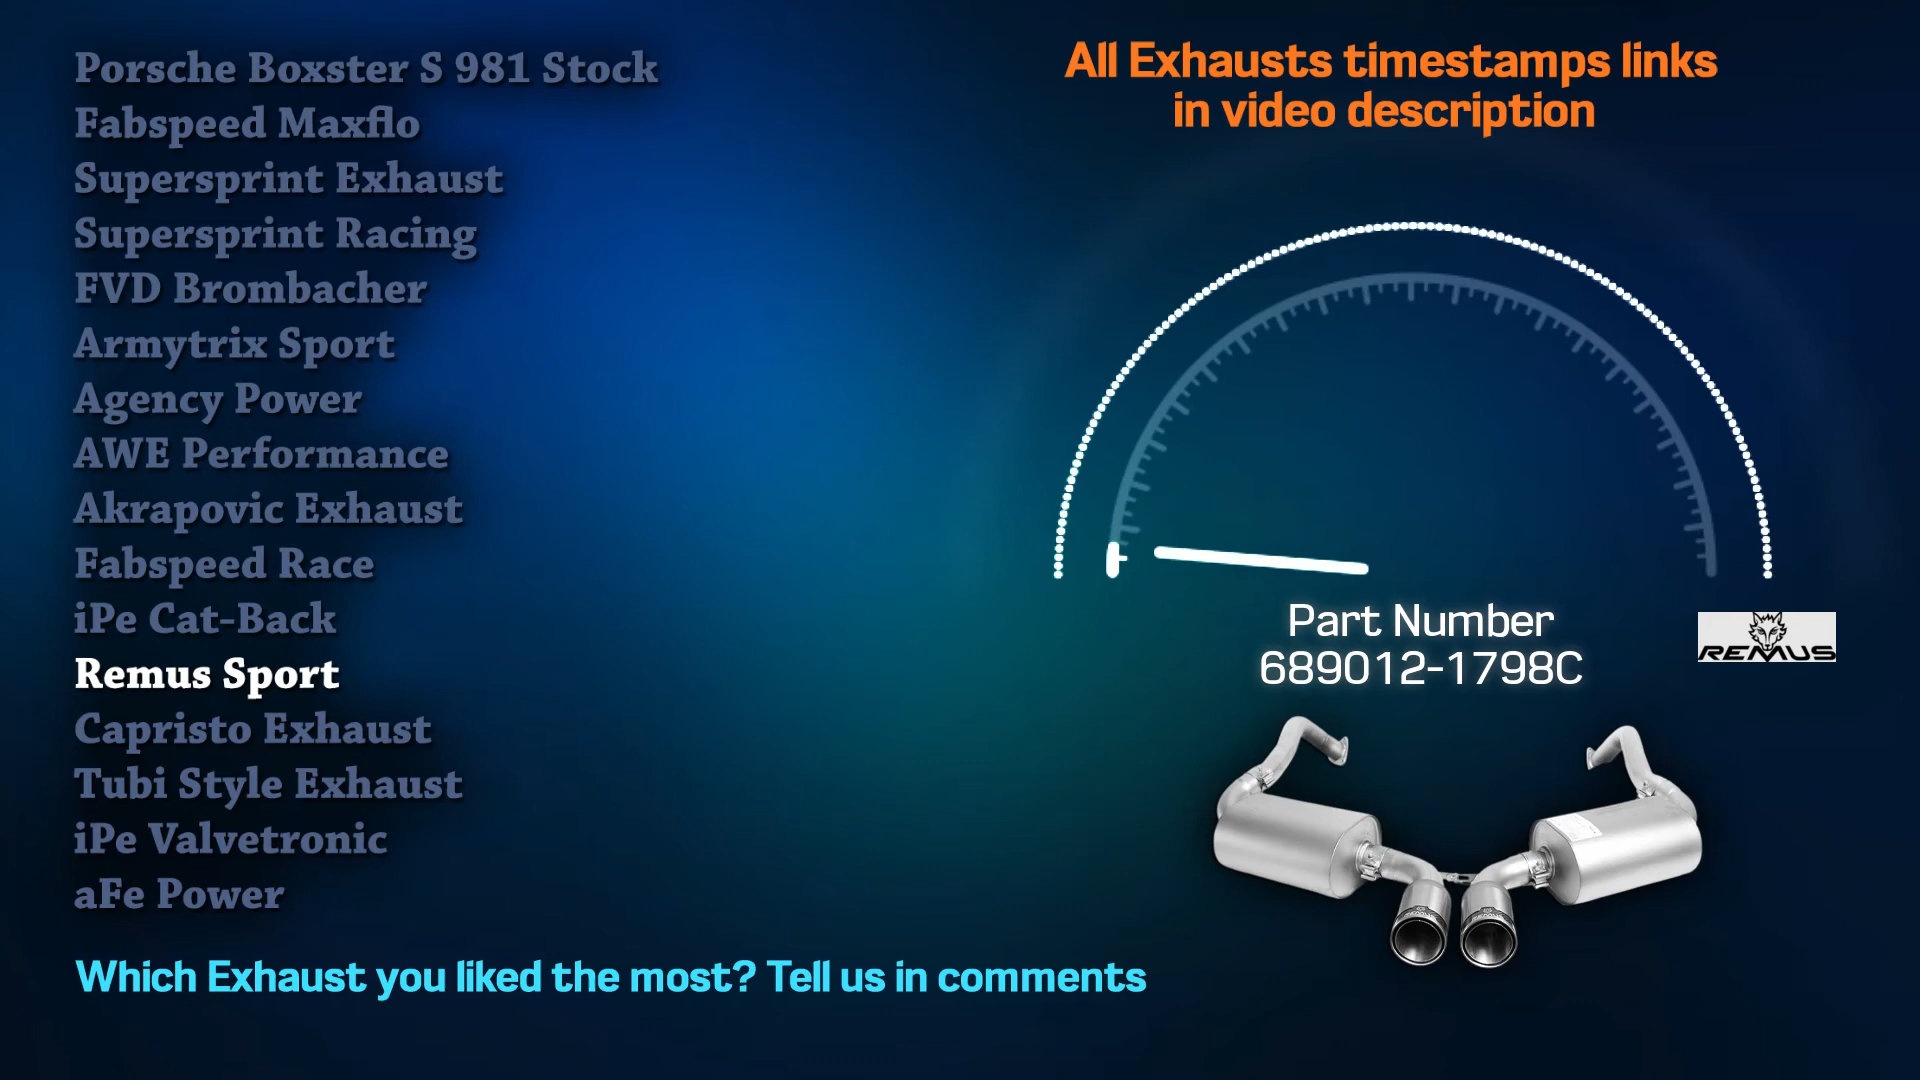 Porsche Boxster S 981 Stock
Fabspeed Maxflo
Supersprint Exhaust
Supersprint Racing
FVD Brombacher
Armytrix Sport
Agency Power
AWE Performance
Akrapovic Exhaust
Fabspeed Race
iPe Cat-Back
Remus Sport
Capristo Exhaust
Tubi Style Exhaust
iPe Valvetronic
aFe Power
Which Exhaust you liked the most? Tell us in comments
All Exhausts timestamps links
in video description
Part Number
689012-1798C
REMUS